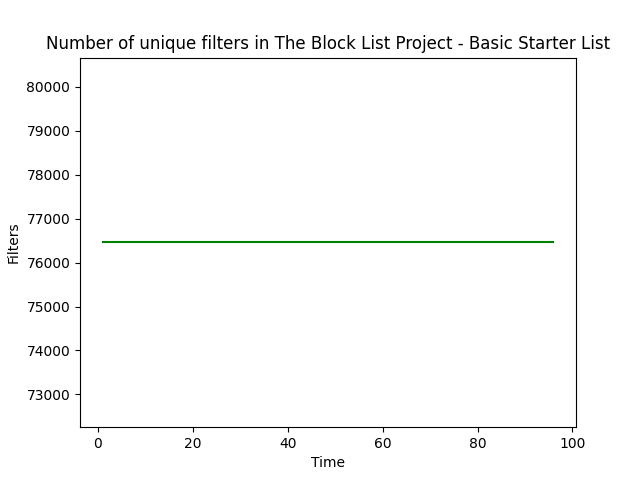 Number of unique filters in The Block List Project - Basic Starter List
80000
79000
78000
77000
76000
75000
74000
73000
Filters
0 20 40 60 80 100
Time